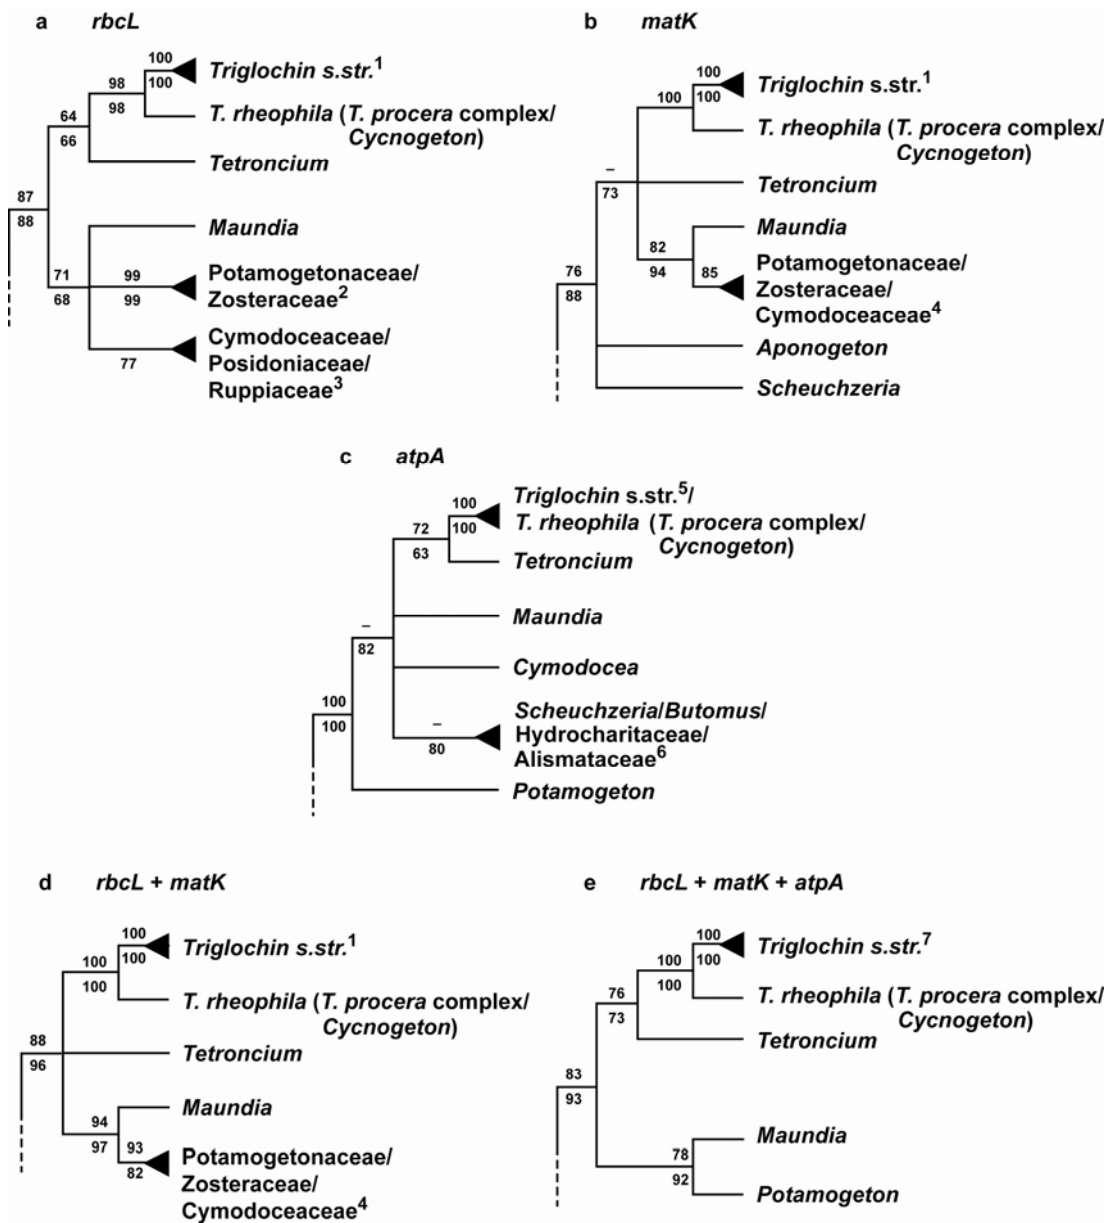 a rbcL
100
98 Triglochin s.str.1
100
64 98 T. rheophila (T. procera complex/
Cycnogeton)
66 Tetroncium
87
88 Maundia
71 99 Potamogetonaceae/
68 99 Zosteraceae2
Cymodoceaceae/
77 Posidoniaceae/
Ruppiaceae3
b matK
100
Triglochin s.str.1
100 100
T. rheophila (T. procera complex/
Cycnogeton)
–
73 Tetroncium
Maundia
82
94 85 Potamogetonaceae/
76 Zosteraceae/
88 Cymodoceaceae4
Aponogeton
Scheuchzeria
c atpA
100 Triglochin s.str.5/
72 100 T. rheophila (T. procera complex/
Cycnogeton)
63 Tetroncium
Maundia
–
82 Cymodocea
100 – Scheuchzeria/Butomus/
100 80 Hydrocharitaceae/
Alismataceae6
Potamogeton
d rbcL + matK
100
Triglochin s.str.1
100 100
100 T. rheophila (T. procera complex/
Cycnogeton)
88 Tetroncium
96
Maundia
94
97 93 Potamogetonaceae/
82 Zosteraceae/
Cymodoceaceae4
e rbcL + matK + atpA
100
Triglochin s.str.7
100 100
76 100 T. rheophila (T. procera complex/
Cycnogeton)
73 Tetroncium
83
93
Maundia
78
92
Potamogeton